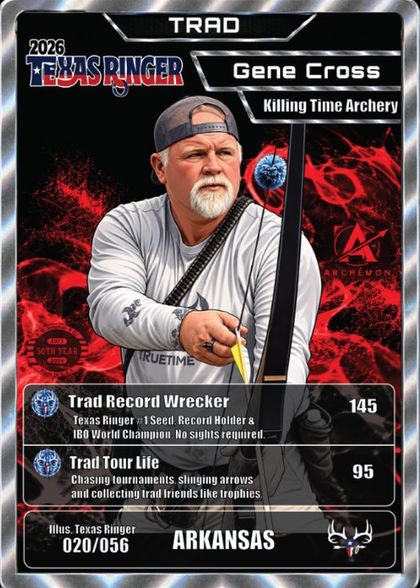 TRAD
2026
TEXAS RINGER
Gene Cross
Killing Time Archery
A
ARCHEMON
50TH YEAR
TRUETIME
Trad Record Wrecker 145
Texas Ringer #1 Seed, Record Holder &
IBO World Champion. No sights required.
Trad Tour Life 95
Chasing tournaments, slinging arrows
and collecting trad friends like trophies.
Illus. Texas Ringer
020/056
ARKANSAS